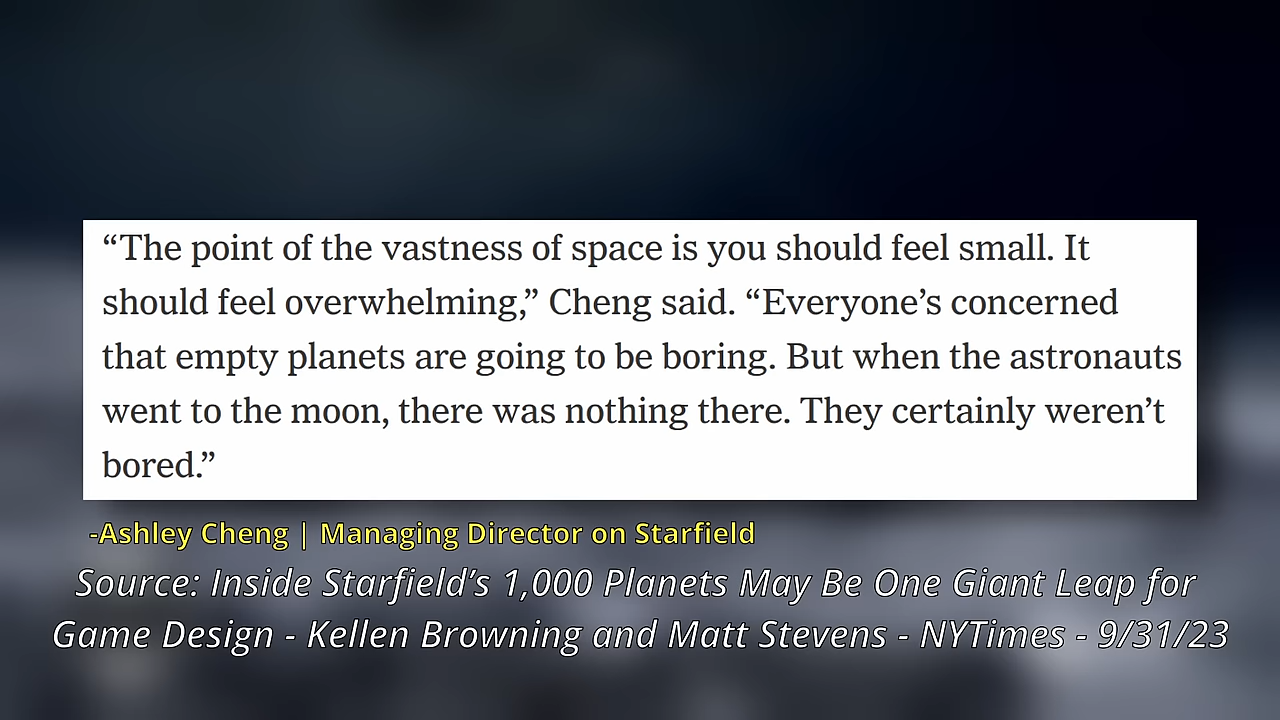 “The point of the vastness of space is you should feel small. It
should feel overwhelming,” Cheng said. “Everyone’s concerned
that empty planets are going to be boring. But when the astronauts
went to the moon, there was nothing there. They certainly weren’t
bored.”
-Ashley Cheng | Managing Director on Starfield
Source: Inside Starfield’s 1,000 Planets May Be One Giant Leap for
Game Design - Kellen Browning and Matt Stevens - NYTimes - 9/31/23